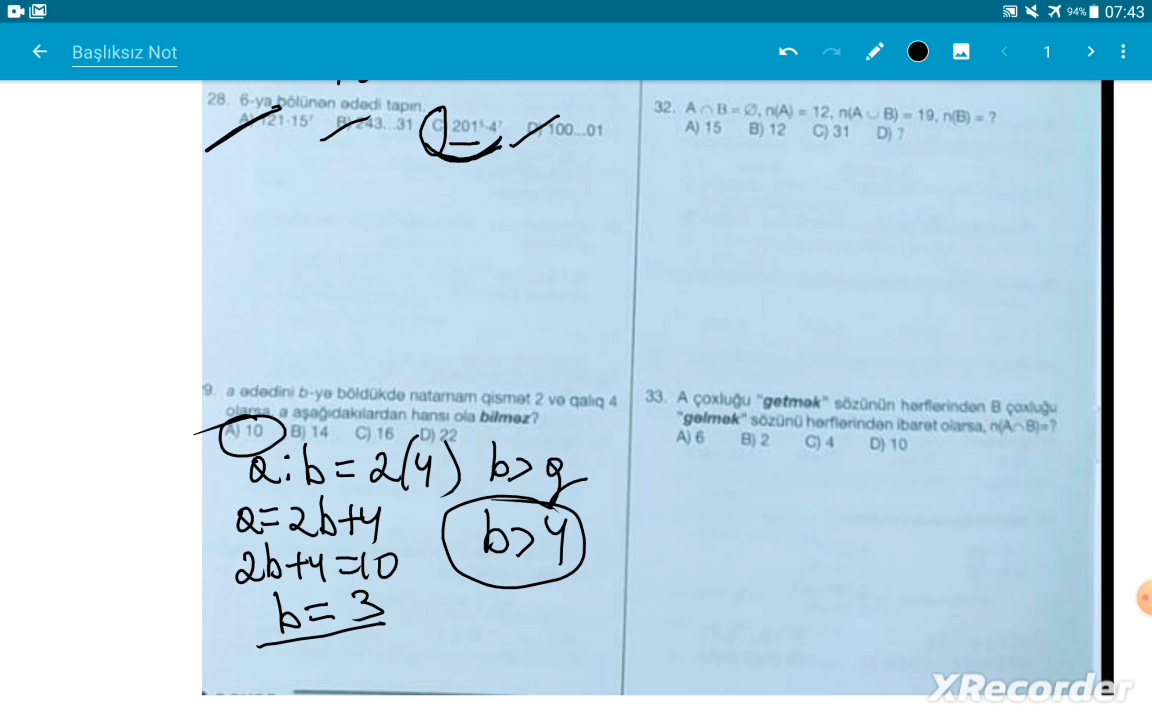 94% 07:43
Başlıksız Not
1
28. 6-ya bölünən ədədi tapın.
A) 121·15⁷ B) 243...31 C) 201⁵·4⁷ D) 100...01
9. a ədədini b-yə böldükdə natamam qismət 2 və qalıq 4
olarsa, a aşağıdakılardan hansı ola bilməz?
A) 10 B) 14 C) 16 D) 22
a:b=2(4) b>q
a=2b+4 b>4
2b+4=10
b=3
32. A ∩ B = ∅, n(A) = 12, n(A ∪ B) = 19, n(B) = ?
A) 15 B) 12 C) 31 D) 7
33. A çoxluğu "getmək" sözünün hərflərindən B çoxluğu
"gəlmək" sözünü hərflərindən ibarət olarsa, n(A∩B)=?
A) 6 B) 2 C) 4 D) 10
XRecorder